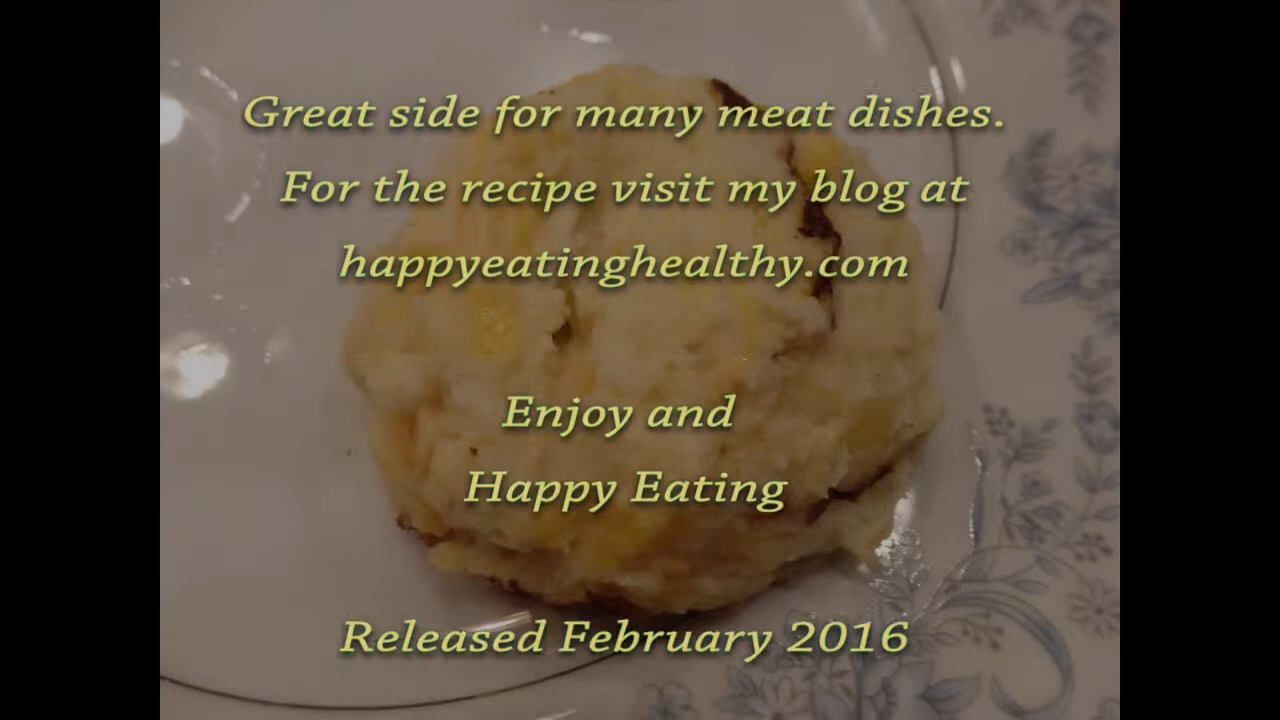 Great side for many meat dishes.
For the recipe visit my blog at
happyeatinghealthy.com
Enjoy and
Happy Eating
Released February 2016